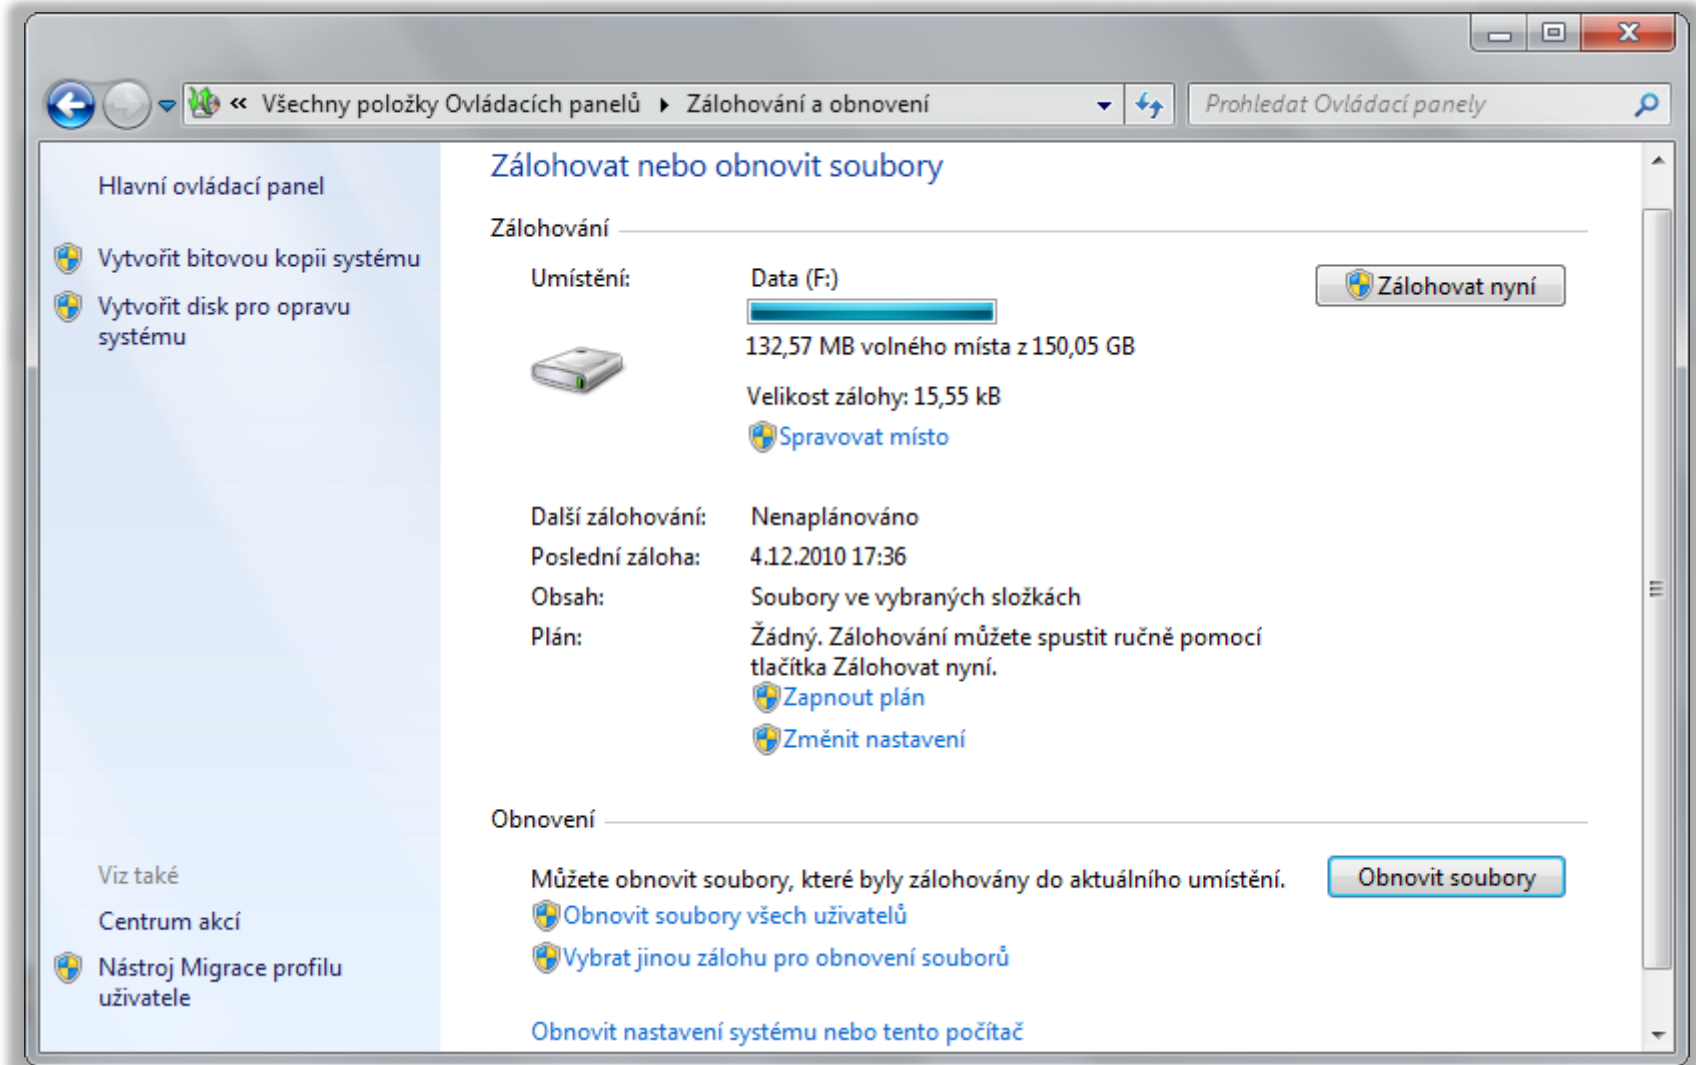 « Všechny položky Ovládacích panelů ▸ Zálohování a obnovení
Prohledat Ovládací panely
Hlavní ovládací panel
Vytvořit bitovou kopii systému
Vytvořit disk pro opravu
systému
Viz také
Centrum akcí
Nástroj Migrace profilu
uživatele
Zálohovat nebo obnovit soubory
Zálohování
Umístění: Data (F:)
Zálohovat nyní
132,57 MB volného místa z 150,05 GB
Velikost zálohy: 15,55 kB
Spravovat místo
Další zálohování: Nenaplánováno
Poslední záloha: 4.12.2010 17:36
Obsah: Soubory ve vybraných složkách
Plán: Žádný. Zálohování můžete spustit ručně pomocí
tlačítka Zálohovat nyní.
Zapnout plán
Změnit nastavení
Obnovení
Můžete obnovit soubory, které byly zálohovány do aktuálního umístění.
Obnovit soubory
Obnovit soubory všech uživatelů
Vybrat jinou zálohu pro obnovení souborů
Obnovit nastavení systému nebo tento počítač